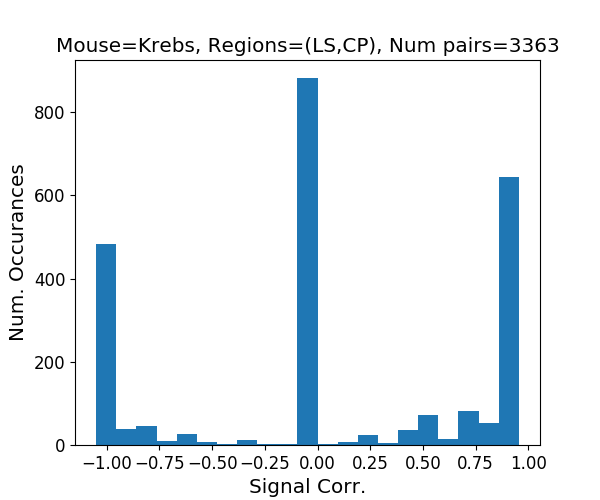 Mouse=Krebs, Regions=(LS,CP), Num pairs=3363
Num. Occurances
800
600
400
200
0
−1.00 −0.75 −0.50 −0.25 0.00 0.25 0.50 0.75 1.00
Signal Corr.